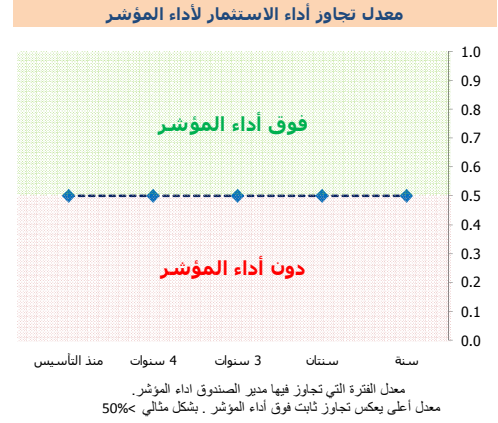 معدل تجاوز أداء الاستثمار لأداء المؤشر
1.0
0.9
0.8
فوق أداء المؤشر
0.7
0.6
0.5
0.4
0.3
دون أداء المؤشر
0.2
0.1
0.0
سنة سنتان 3 سنوات 4 سنوات منذ التأسيس
معدل الفترة التي تجاوز فيها مدير الصندوق اداء المؤشر.
معدل أعلى يعكس تجاوز ثابت فوق أداء المؤشر . بشكل مثالي >50%